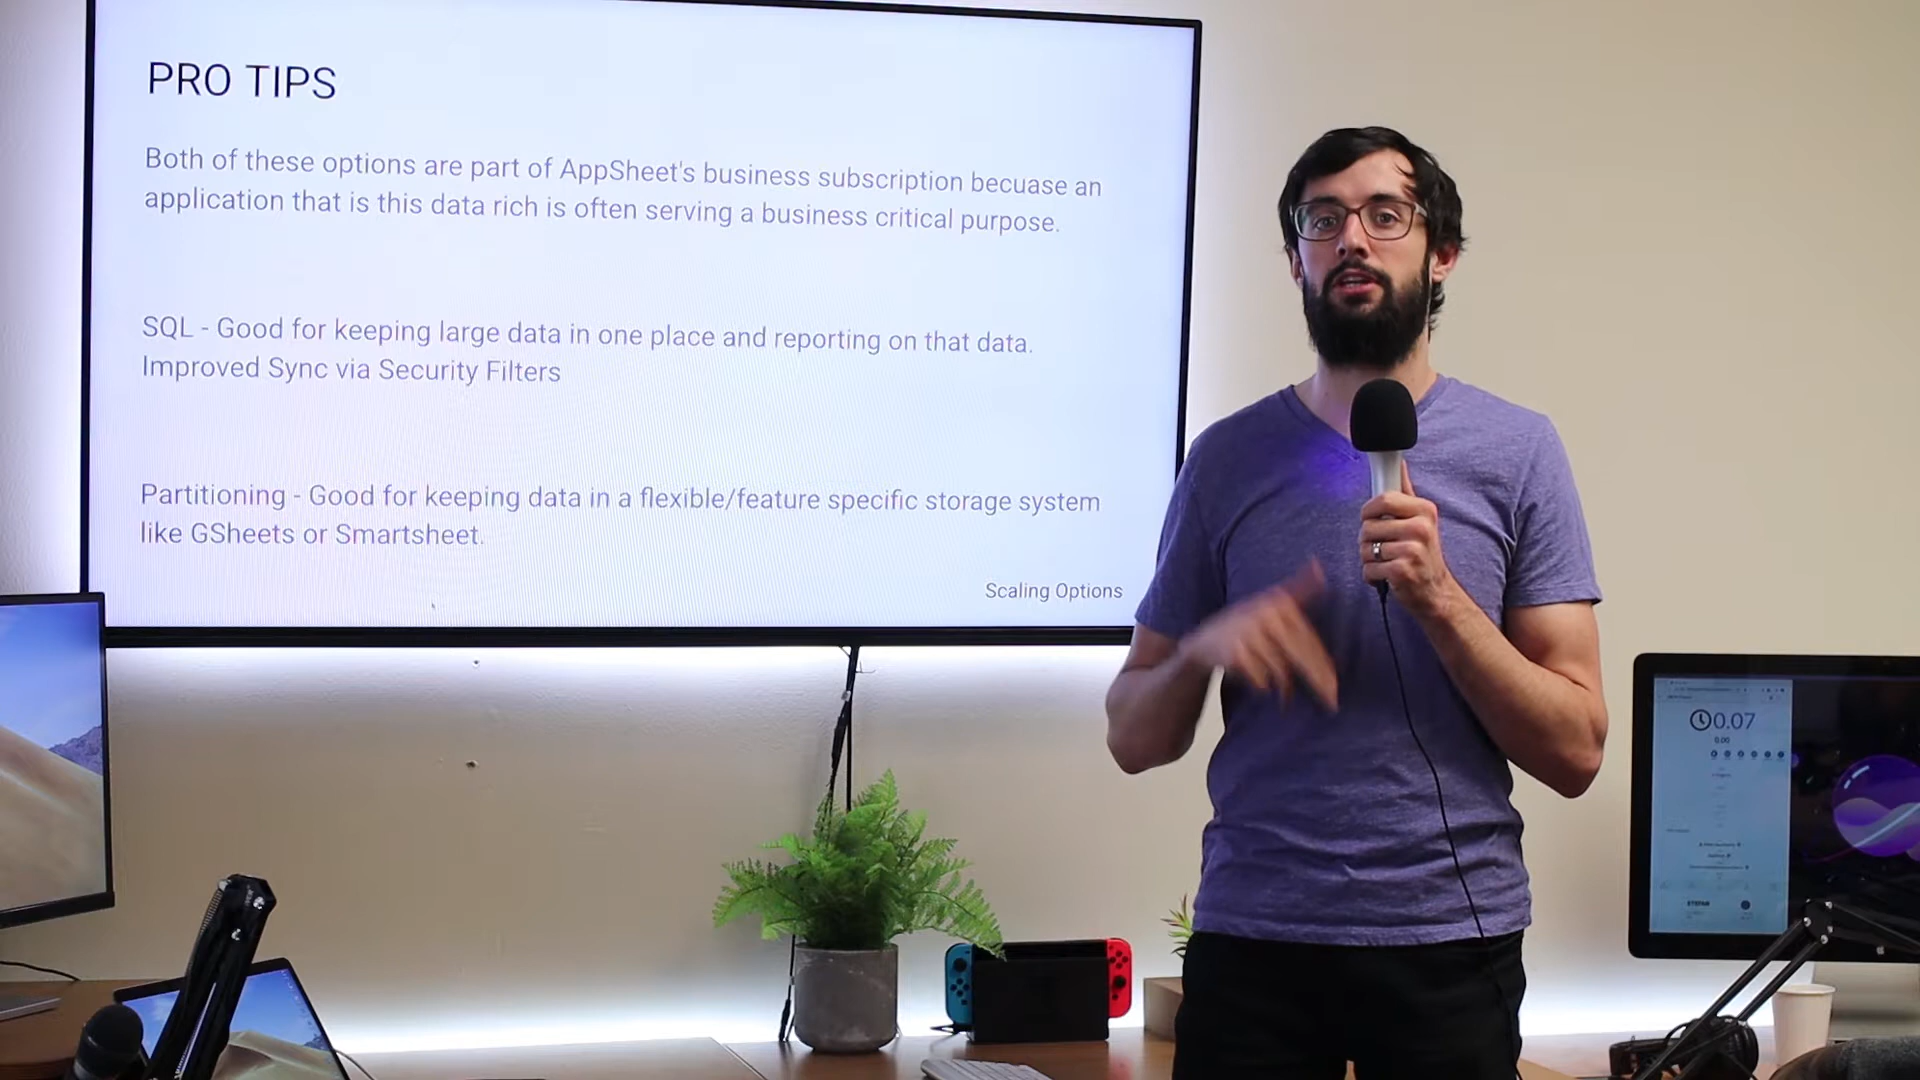 PRO TIPS
Both of these options are part of AppSheet's business subscription becuase an
application that is this data rich is often serving a business critical purpose.
SQL - Good for keeping large data in one place and reporting on that data.
Improved Sync via Security Filters
Partitioning - Good for keeping data in a flexible/feature specific storage system
like GSheets or Smartsheet.
Scaling Options
0.07
0.00